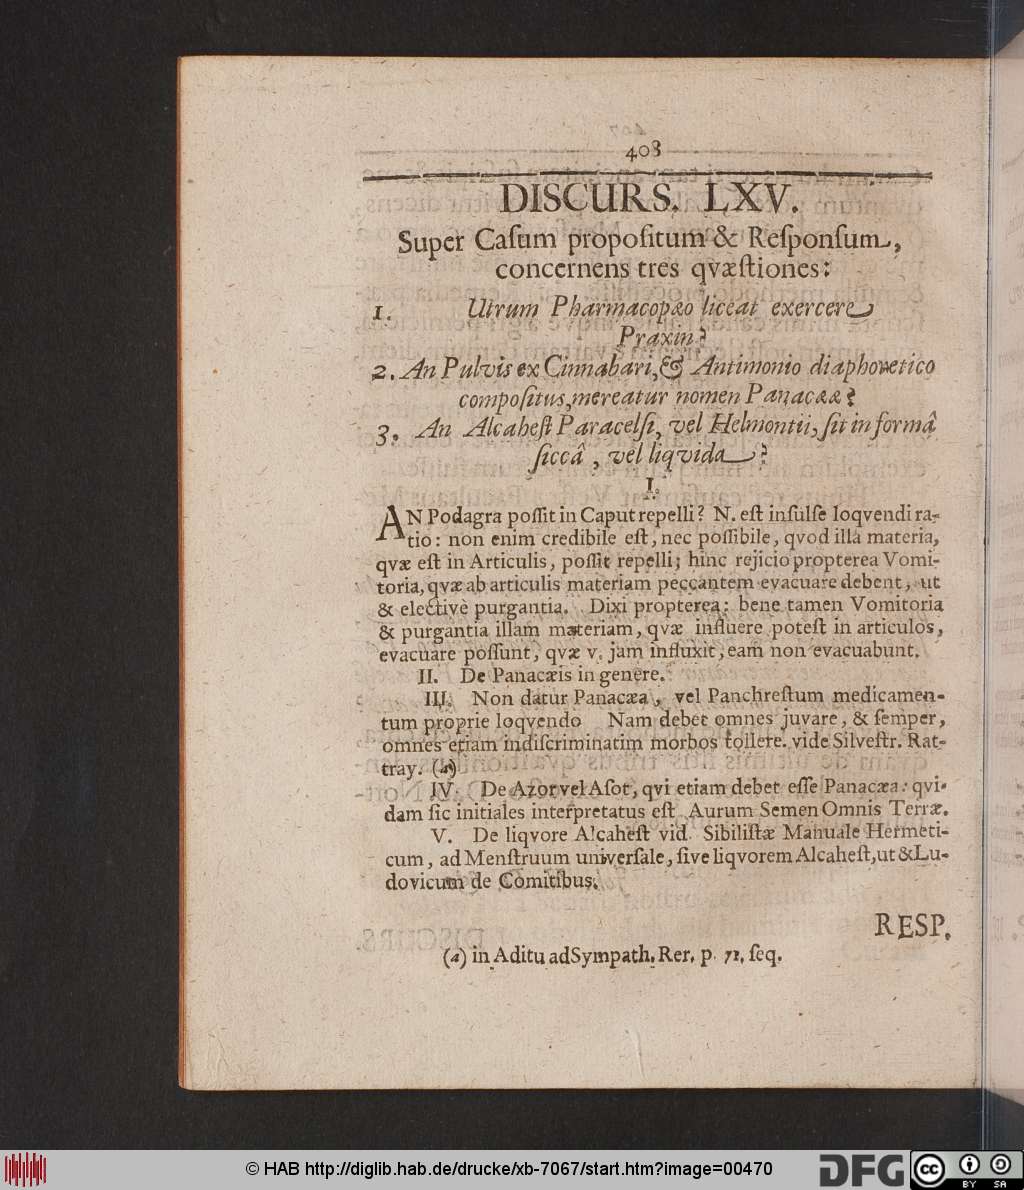 408
DISCURS. LXV.
Super Caſum propoſitum & Reſponſum,
concernens tres qvæſtiones:
1. Utrum Pharmacopæo liceat exercere
Praxin?
2. An Pulvis ex Cinnabari, & Antimonio diaphoretico
compoſitus, mereatur nomen Panacææ?
3. An Alcaheſt Paracelſi, vel Helmontii, ſit in formâ
ſiccâ, vel liqvida?
I.
AN Podagra poſſit in Caput repelli? N. eſt inſulſe loqvendi ra-
tio: non enim credibile eſt, nec poſſibile, qvod illa materia,
qvæ eſt in Articulis, poſſit repelli; hinc rejicio propterea Vomi-
toria, qvæ ab articulis materiam peccantem evacuare debent, ut
& electivè purgantia. Dixi propterea: bene tamen Vomitoria
& purgantia illam materiam, qvæ influere poteſt in articulos,
evacuare poſſunt, qvæ v. jam influxit, eam non evacuabunt.
II. De Panacæis in genere.
III. Non datur Panacæa, vel Panchreſtum medicamen-
tum proprie loqvendo Nam debet omnes juvare, & ſemper,
omnes etiam indiſcriminatim morbos tollere. vide Silveſtr. Rat-
tray. (a)
IV. De Azot vel Aſot, qvi etiam debet eſſe Panacæa: qvi-
dam ſic initiales interpretatus eſt Aurum Semen Omnis Terræ.
V. De liqvore Alcaheſt vid. Sibiliſtæ Manuale Hermeti-
cum, ad Menſtruum univerſale, ſive liqvorem Alcaheſt, ut & Lu-
dovicum de Comitibus.
RESP.
(a) in Aditu ad Sympath. Rer. p. 71. ſeq.
© HAB http://diglib.hab.de/drucke/xb-7067/start.htm?image=00470
DFG cc BY SA